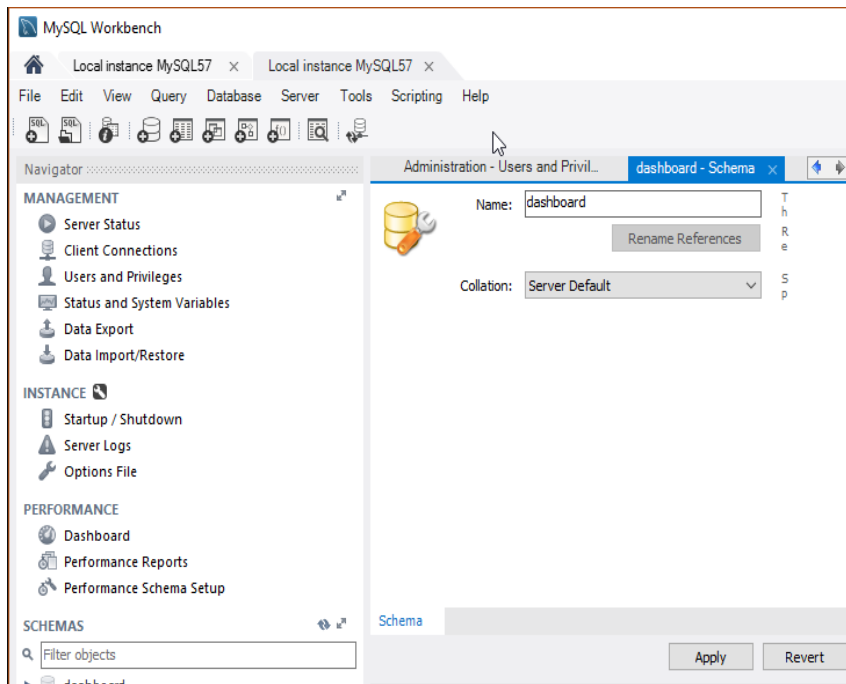 MySQL Workbench
Local instance MySQL57
Local instance MySQL57
File Edit View Query Database Server Tools Scripting Help
SQL SQL
Navigator
Administration - Users and Privil...
dashboard - Schema
MANAGEMENT
Server Status
Client Connections
Users and Privileges
Status and System Variables
Data Export
Data Import/Restore
INSTANCE
Startup / Shutdown
Server Logs
Options File
PERFORMANCE
Dashboard
Performance Reports
Performance Schema Setup
SCHEMAS
Filter objects
dashboard
Name: dashboard
Rename References
Collation: Server Default
T
h
R
e
S
p
Schema
Apply Revert